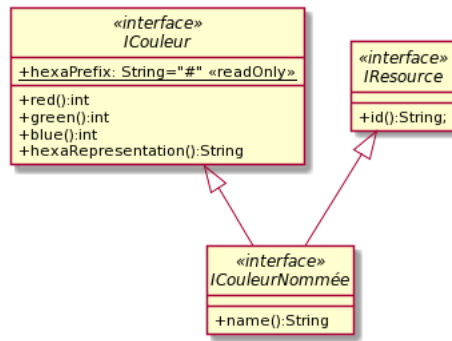 «interface»
ICouleur
+hexaPrefix: String="#" «readOnly»
+red():int
+green():int
+blue():int
+hexaRepresentation():String
«interface»
IResource
+id():String;
«interface»
ICouleurNommée
+name():String